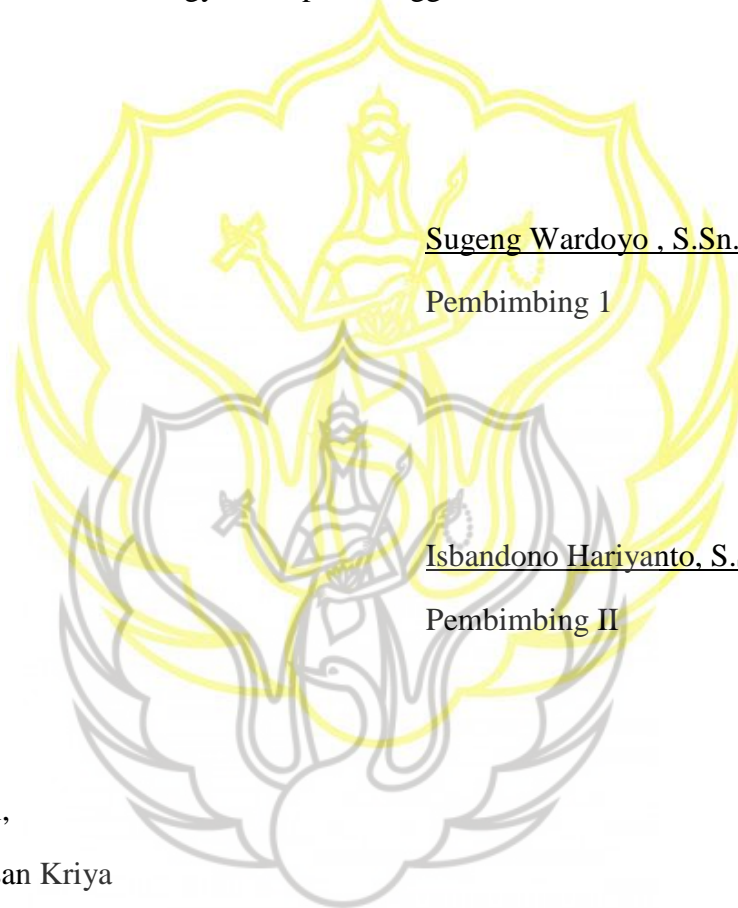 Sugeng Wardoyo , S.Sn.
Pembimbing 1
Isbandono Hariyanto, S.
Pembimbing II
an Kriya